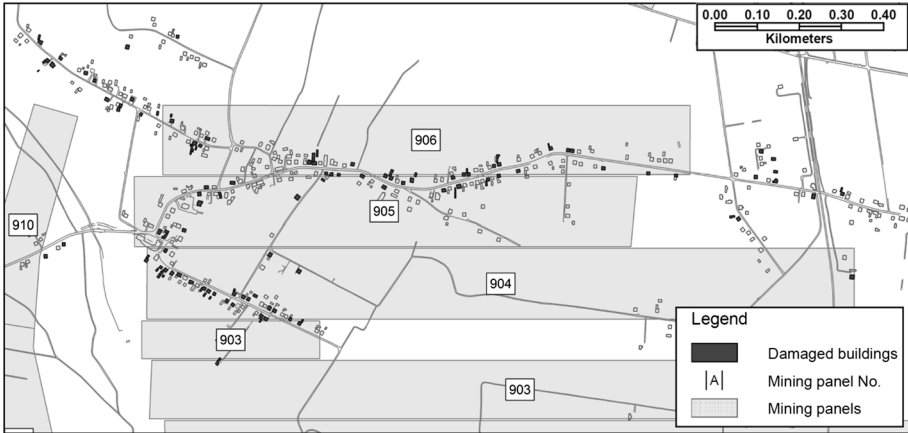 0.00 0.10 0.20 0.30 0.40
Kilometers
906
905
910
904
903
903
Legend
Damaged buildings
|A| Mining panel No.
Mining panels